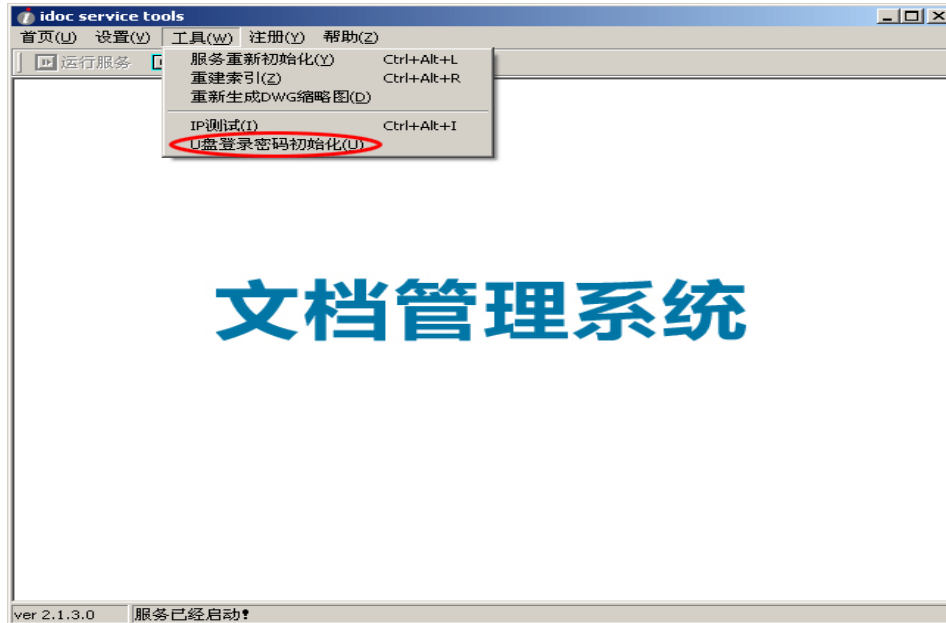 idoc service tools
首页(U) 设置(V) 工具(W) 注册(Y) 帮助(Z)
运行服务
服务重新初始化(Y) Ctrl+Alt+L
重建索引(Z) Ctrl+Alt+R
重新生成DWG缩略图(D)
IP测试(I) Ctrl+Alt+I
U盘登录密码初始化(U)
文档管理系统
ver 2.1.3.0 服务已经启动!